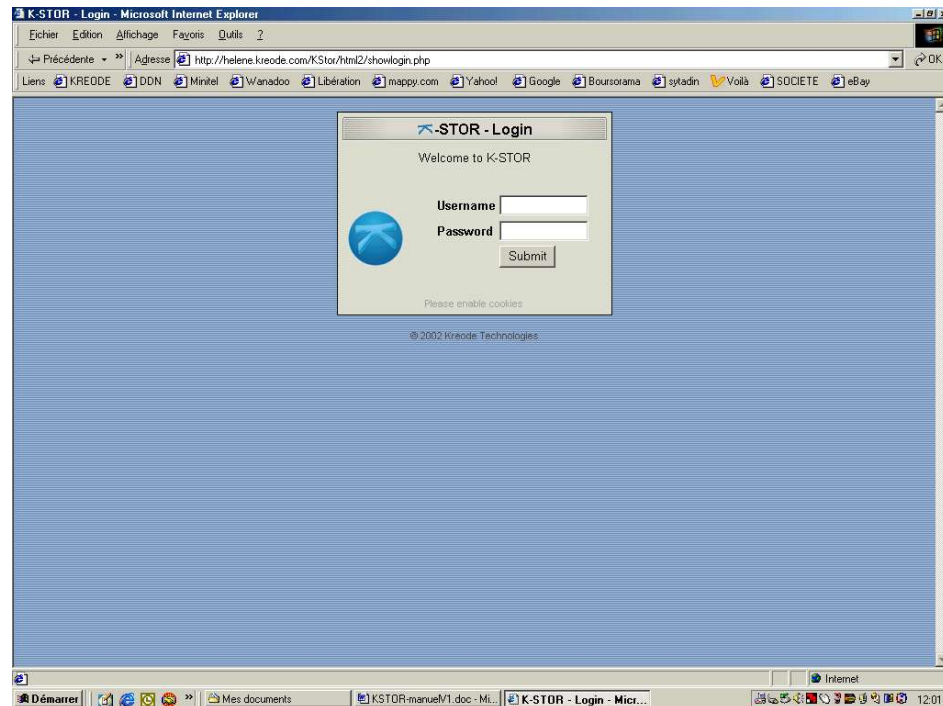 K-STOR - Login - Microsoft Internet Explorer
Fichier Edition Affichage Favoris Outils ?
Précédente » Adresse http://helene.kreode.com/KStor/html2/showlogin.php OK
Liens KREODE DDN Minitel Wanadoo Libération mappy.com Yahoo! Google Boursorama sytadin Voilà SOCIETE eBay
-STOR - Login
Welcome to K-STOR
Username
Password
Submit
Please enable cookies
© 2002 Kreode Technologies
Internet
Démarrer » Mes documents KSTOR-manuelV1.doc - Mi... K-STOR - Login - Micr... 12:01